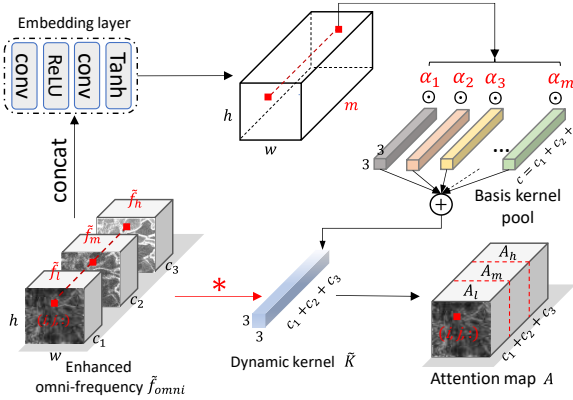 Embedding layer
conv
ReLU
conv
Tanh
h
w
m
α₁ α₂ α₃ αₘ
⊙ ⊙ ⊙ ⊙
3
3
...
c = c₁ + c₂ +
Basis kernel
pool
+
concat
f̃ₕ
f̃ₘ
f̃ₗ
c₃
c₂
c₁
h
w
Enhanced
omni-frequency f̃ₒₘₙᵢ
*
3
3
c₁ +c₂ + c₃
Dynamic kernel K̃
Aₕ
Aₘ
Aₗ
c₁ + c₂ + c₃
Attention map A